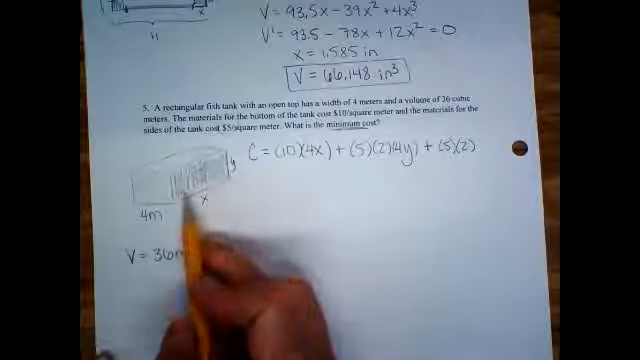 V = 93.5x − 39x² + 4x³
V' = 93.5 − 78x + 12x² = 0
x = 1.585 in
V = 66.148 in³
x
11
5. A rectangular fish tank with an open top has a width of 4 meters and a volume of 36 cubic
meters. The materials for the bottom of the tank cost $10/square meter and the materials for the
sides of the tank cost $5/square meter. What is the minimum cost?
C = (10)(4x) + (5)(2)(4y) + (5)(2)
y
x
4m
V = 36m